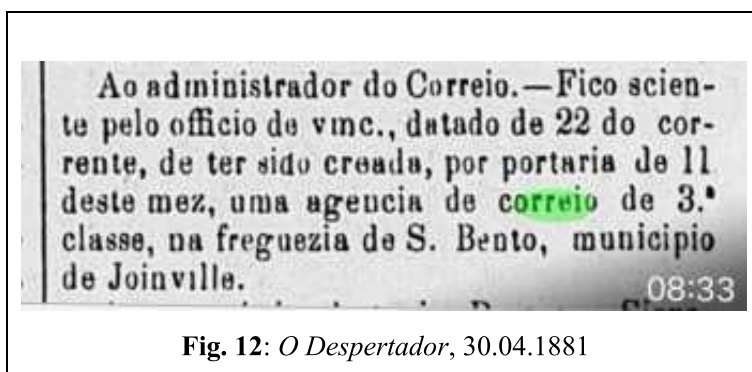 Ao administrador do Correio.—Fico scien-
te pelo officio de vmc., datado de 22 do cor-
rente, de ter sido creada, por portaria de 11
deste mez, uma agencia de correio de 3.ª
classe, na freguezia de S. Bento, municipio
de Joinville.
08:33
Fig. 12: O Despertador, 30.04.1881